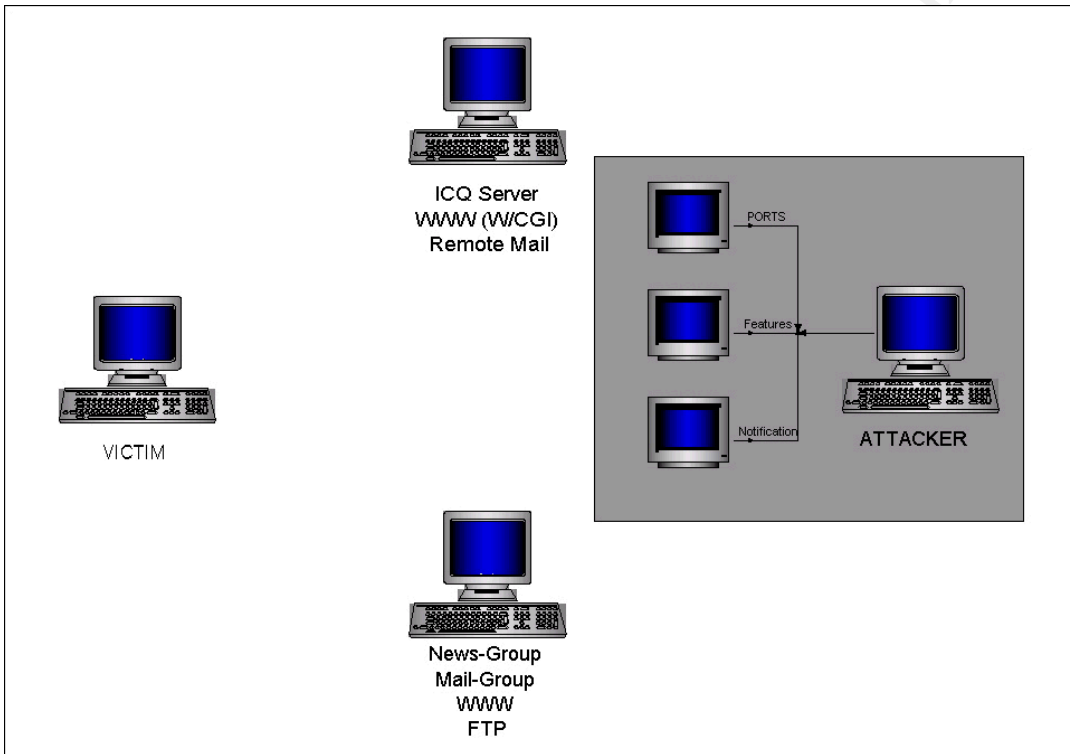 ICQ Server
WWW (W/CGI)
Remote Mail
PORTS
Features
Notification
ATTACKER
VICTIM
News-Group
Mail-Group
WWW
FTP